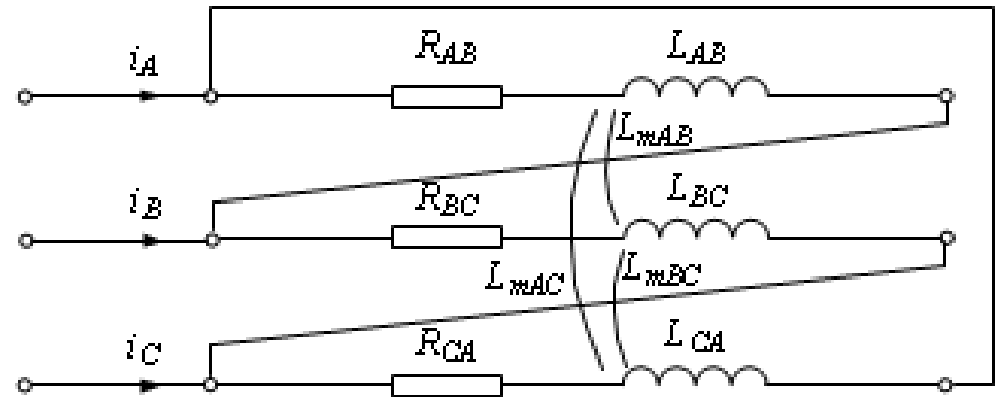 i_A R_AB L_AB
L_mAB
i_B R_BC L_BC
L_mAC L_mBC
i_C R_CA L_CA